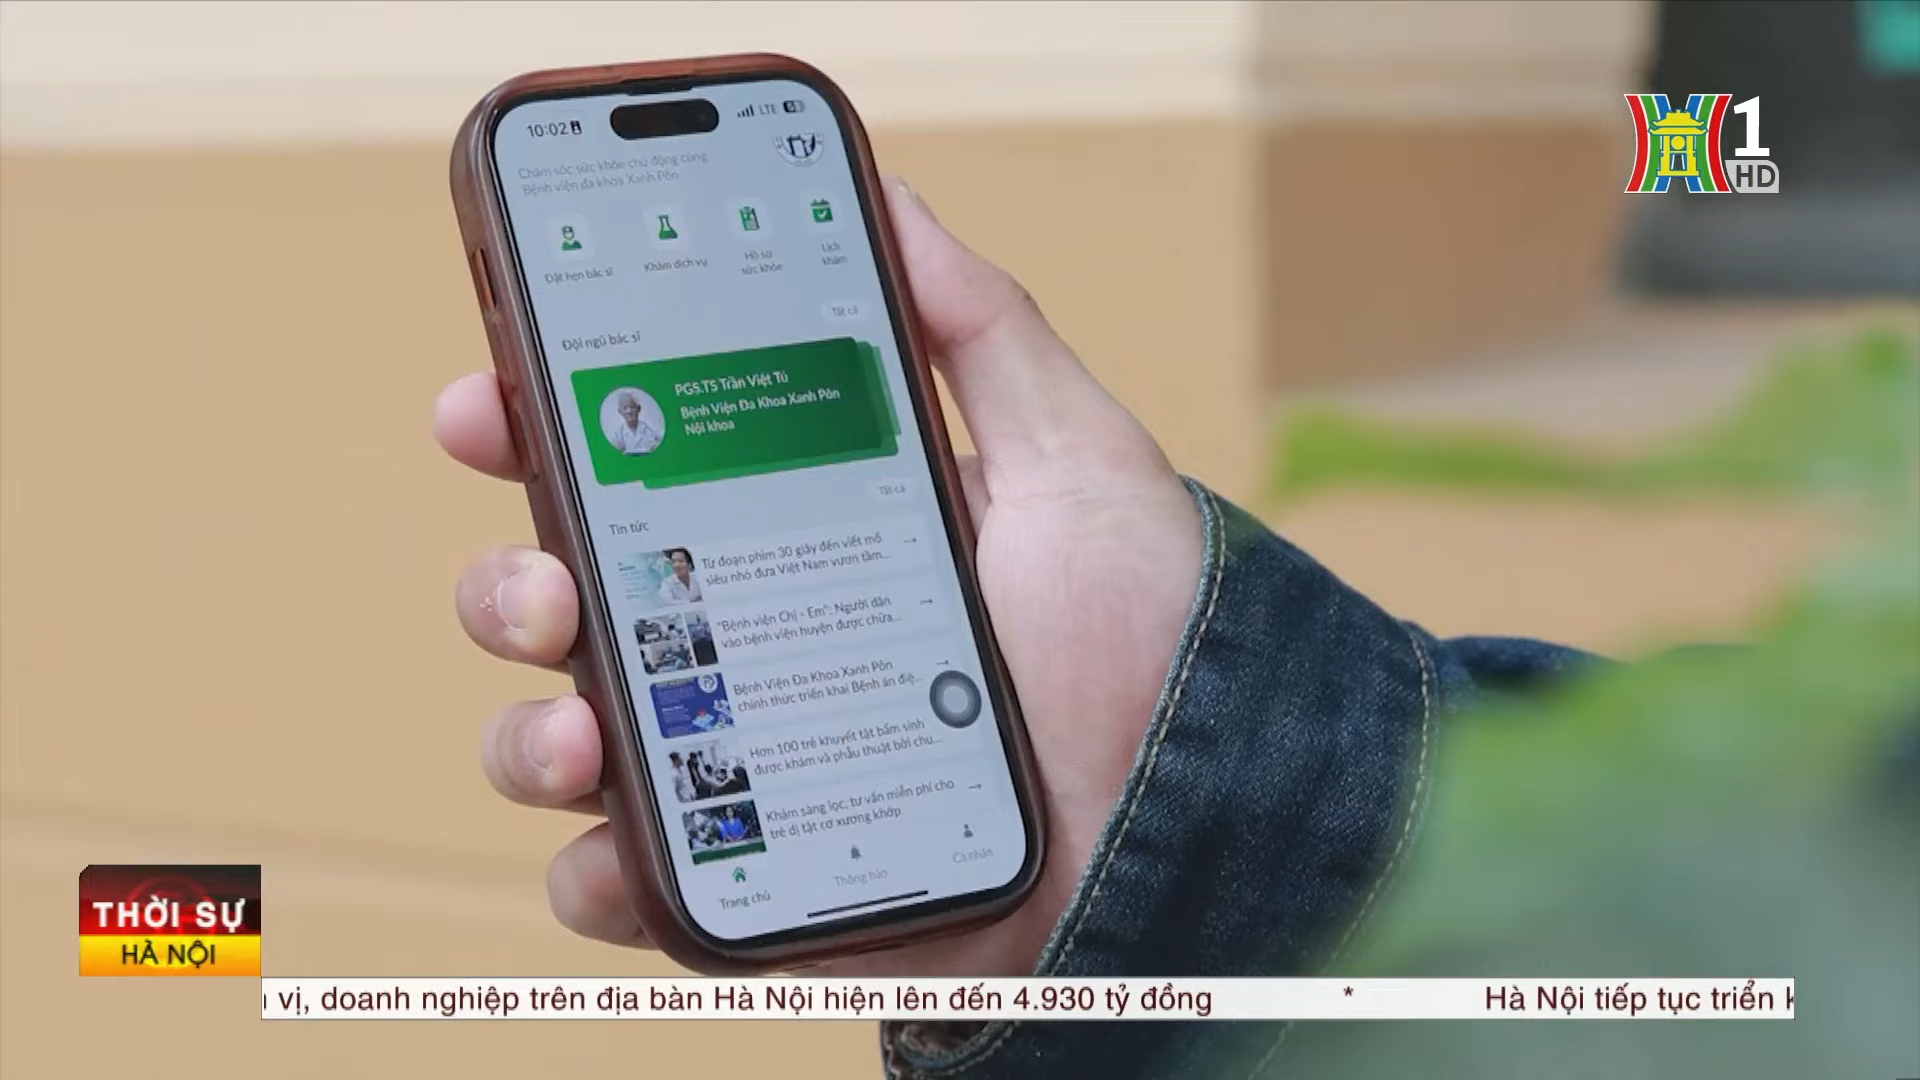 10:02
LTE
1
HD
Chăm sóc sức khỏe chủ động cùng
Bệnh viện đa khoa Xanh Pôn
Đặt hẹn bác sĩ
Khám dịch vụ
Hồ sơ
sức khỏe
Lịch
khám
Tất cả
Đội ngũ bác sĩ
PGS.TS Trần Việt Tú
Bệnh Viện Đa Khoa Xanh Pôn
Nội khoa
Tất cả
Tin tức
Từ đoạn phim 30 giây đến viết mổ
siêu nhỏ đưa Việt Nam vươn tầm...
"Bệnh viện Chị - Em": Người dân
vào bệnh viện huyện được chữa...
Bệnh Viện Đa Khoa Xanh Pôn
chính thức triển khai Bệnh án điệ...
Hơn 100 trẻ khuyết tật bẩm sinh
được khám và phẫu thuật bởi chu...
Khám sàng lọc, tư vấn miễn phí cho
trẻ dị tật cơ xương khớp
Trang chủ
Thông báo
Cá nhân
THỜI SỰ
HÀ NỘI
vị, doanh nghiệp trên địa bàn Hà Nội hiện lên đến 4.930 tỷ đồng * Hà Nội tiếp tục triển